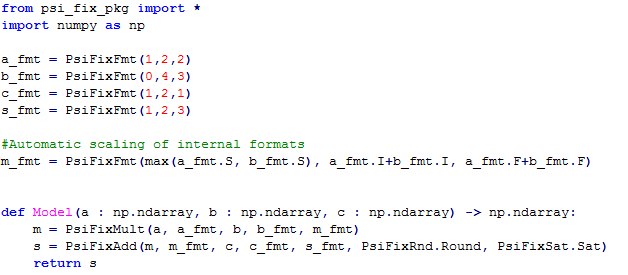 from psi_fix_pkg import *
import numpy as np
a_fmt = PsiFixFmt(1,2,2)
b_fmt = PsiFixFmt(0,4,3)
c_fmt = PsiFixFmt(1,2,1)
s_fmt = PsiFixFmt(1,2,3)
#Automatic scaling of internal formats
m_fmt = PsiFixFmt(max(a_fmt.S, b_fmt.S), a_fmt.I+b_fmt.I, a_fmt.F+b_fmt.F)
def Model(a : np.ndarray, b : np.ndarray, c : np.ndarray) -> np.ndarray:
    m = PsiFixMult(a, a_fmt, b, b_fmt, m_fmt)
    s = PsiFixAdd(m, m_fmt, c, c_fmt, s_fmt, PsiFixRnd.Round, PsiFixSat.Sat)
    return s